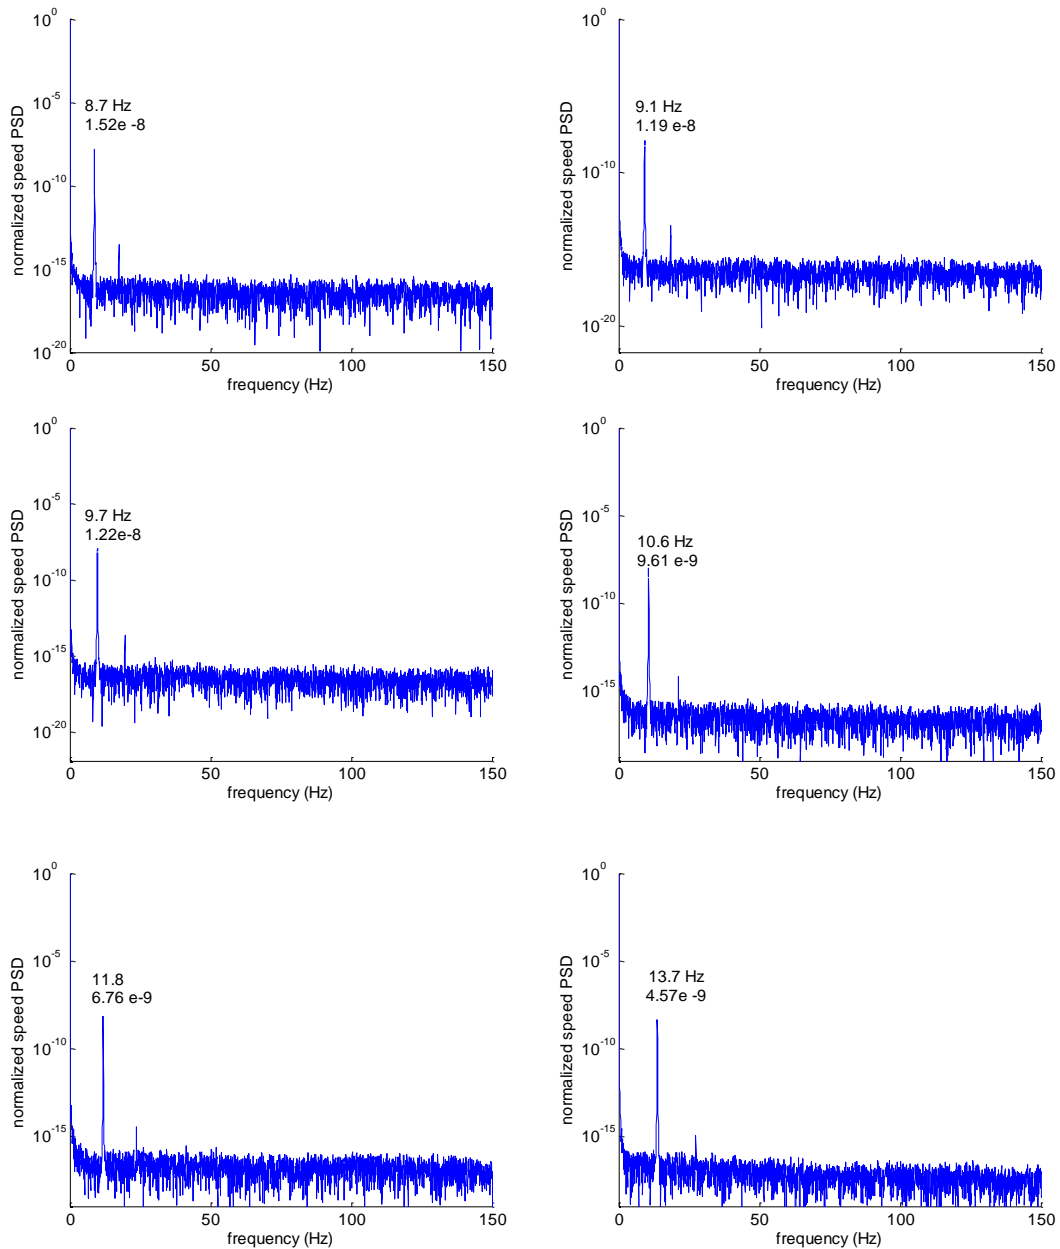 10^0
10^-5
10^-10
10^-15
10^-20
normalized speed PSD
8.7 Hz
1.52e -8
0
50
100
150
frequency (Hz)
10^0
10^-10
10^-20
normalized speed PSD
9.1 Hz
1.19 e-8
0
50
100
150
frequency (Hz)
10^0
10^-5
10^-10
10^-15
10^-20
normalized speed PSD
9.7 Hz
1.22e-8
0
50
100
150
frequency (Hz)
10^0
10^-5
10^-10
10^-15
normalized speed PSD
10.6 Hz
9.61 e-9
0
50
100
150
frequency (Hz)
10^0
10^-5
10^-10
10^-15
normalized speed PSD
11.8
6.76 e-9
0
50
100
150
frequency (Hz)
10^0
10^-5
10^-10
10^-15
normalized speed PSD
13.7 Hz
4.57e -9
0
50
100
150
frequency (Hz)